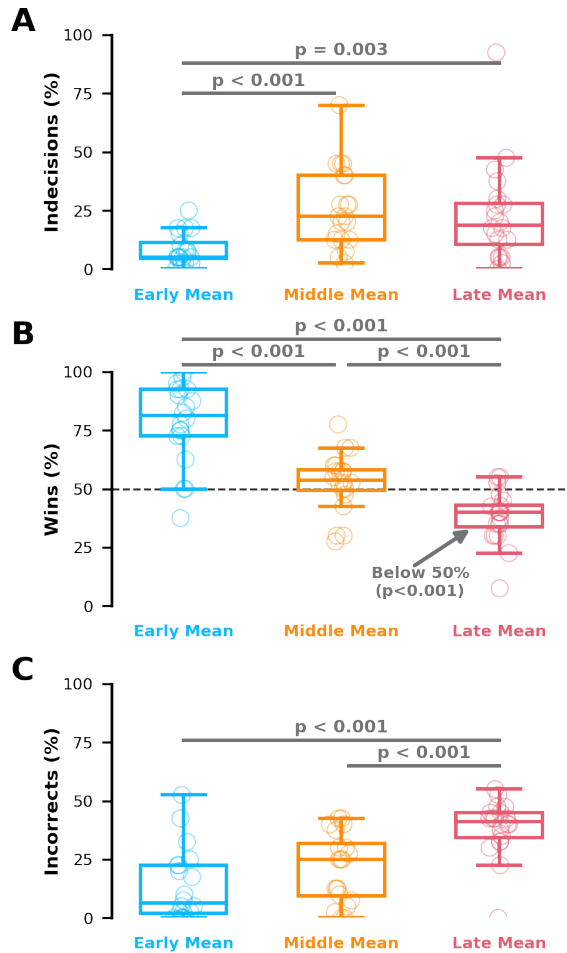 A
100
75
50
25
0
Indecisions (%)
p = 0.003
p < 0.001
Early Mean
Middle Mean
Late Mean
B
100
75
50
25
0
Wins (%)
p < 0.001
p < 0.001
p < 0.001
Below 50%
(p<0.001)
Early Mean
Middle Mean
Late Mean
C
100
75
50
25
0
Incorrects (%)
p < 0.001
p < 0.001
Early Mean
Middle Mean
Late Mean